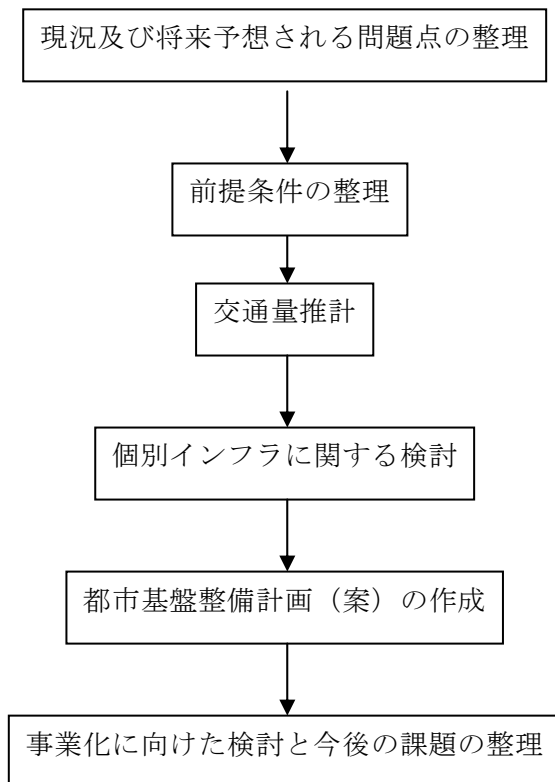 現況及び将来予想される問題点の整理
前提条件の整理
交通量推計
個別インフラに関する検討
都市基盤整備計画（案）の作成
事業化に向けた検討と今後の課題の整理